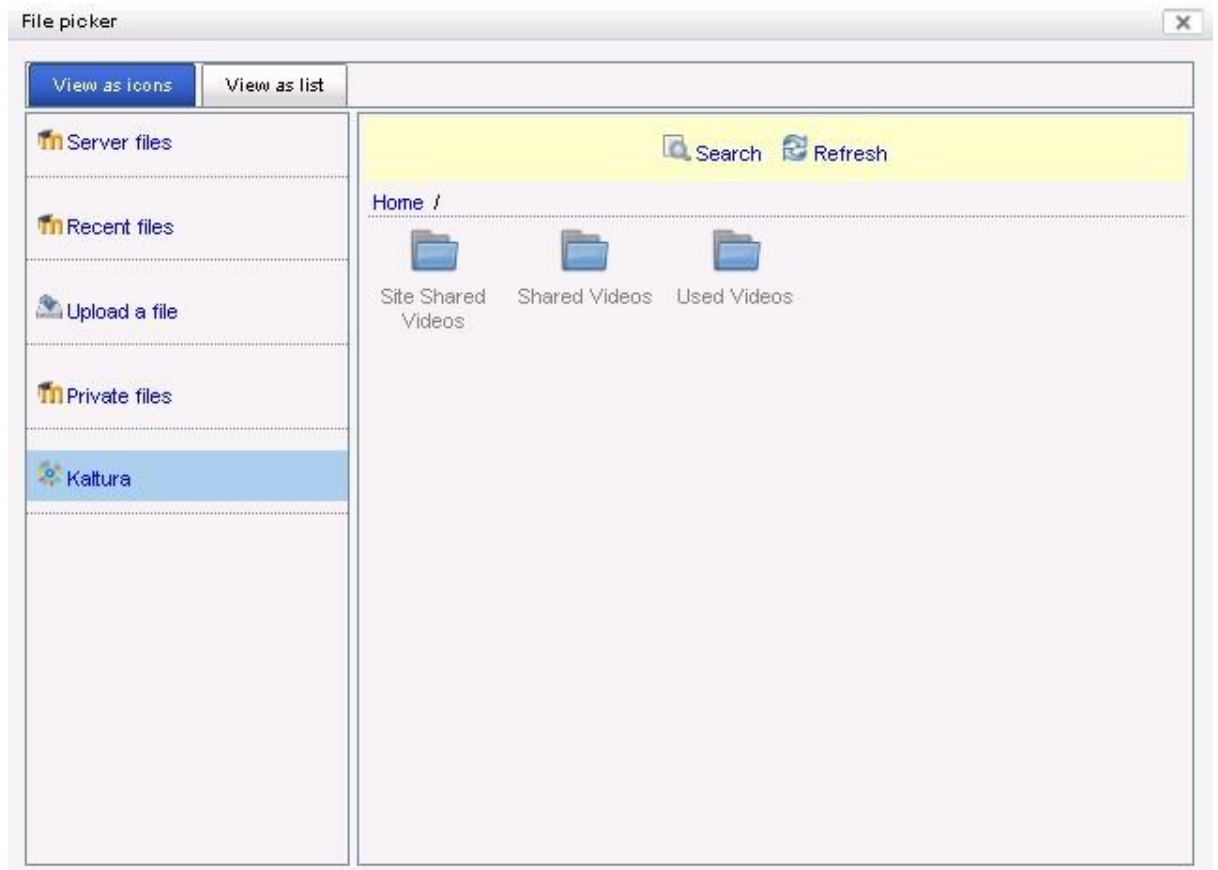 File picker
View as icons View as list
Server files
Recent files
Upload a file
Private files
Kaltura
Search Refresh
Home /
Site Shared Videos Shared Videos Used Videos